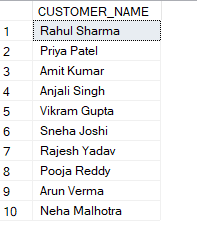 CUSTOMER_NAME
1 Rahul Sharma
2 Priya Patel
3 Amit Kumar
4 Anjali Singh
5 Vikram Gupta
6 Sneha Joshi
7 Rajesh Yadav
8 Pooja Reddy
9 Arun Verma
10 Neha Malhotra